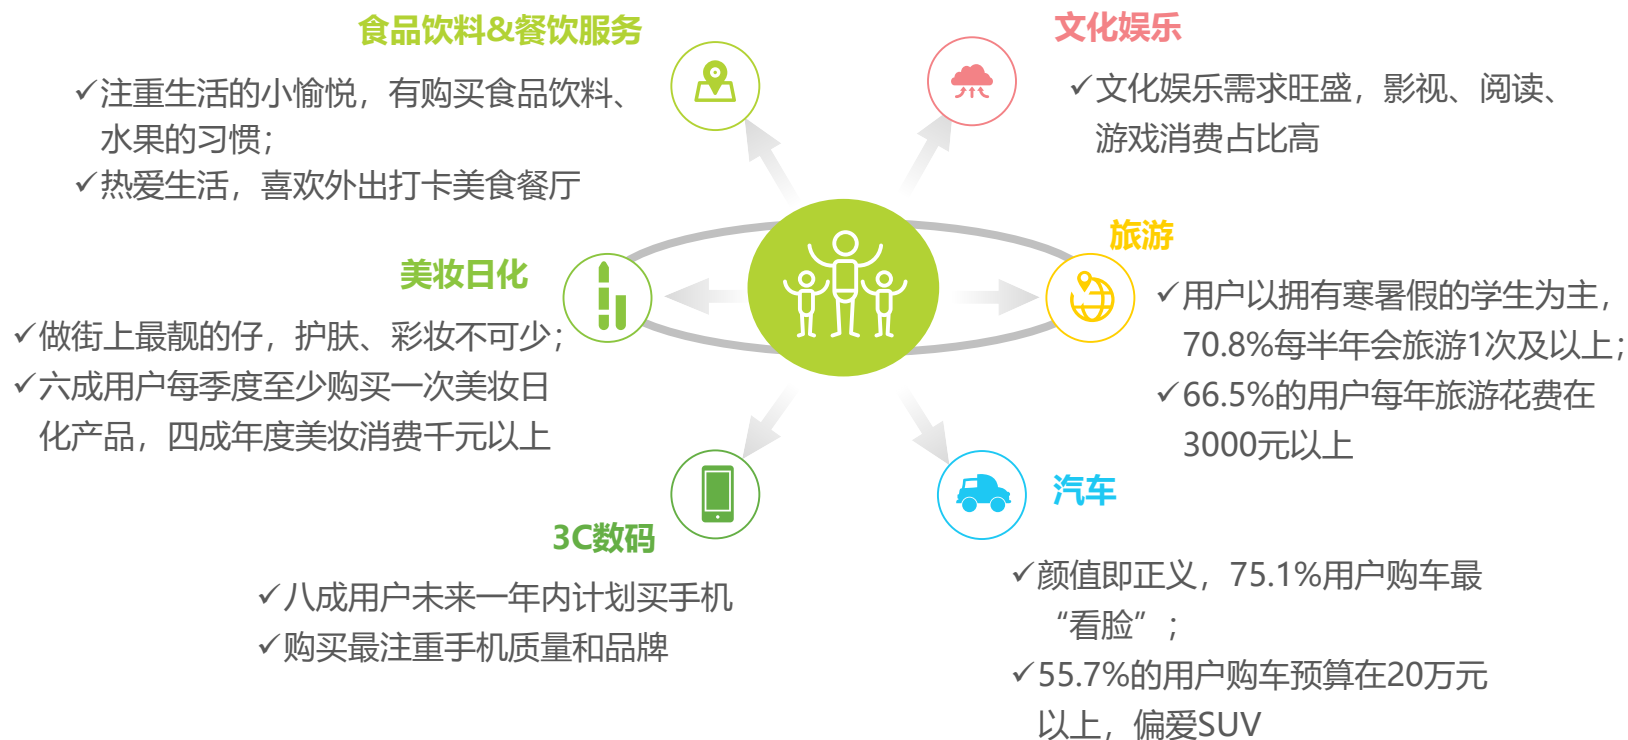 食品饮料&餐饮服务
✓注重生活的小愉悦，有购买食品饮料、
水果的习惯；
✓热爱生活，喜欢外出打卡美食餐厅
文化娱乐
✓文化娱乐需求旺盛，影视、阅读、
游戏消费占比高
美妆日化
✓做街上最靓的仔，护肤、彩妆不可少；
✓六成用户每季度至少购买一次美妆日
化产品，四成年度美妆消费千元以上
旅游
✓用户以拥有寒暑假的学生为主，
70.8%每半年会旅游1次及以上；
✓66.5%的用户每年旅游花费在
3000元以上
3C数码
✓八成用户未来一年内计划买手机
✓购买最注重手机质量和品牌
汽车
✓颜值即正义，75.1%用户购车最
“看脸”；
✓55.7%的用户购车预算在20万元
以上，偏爱SUV